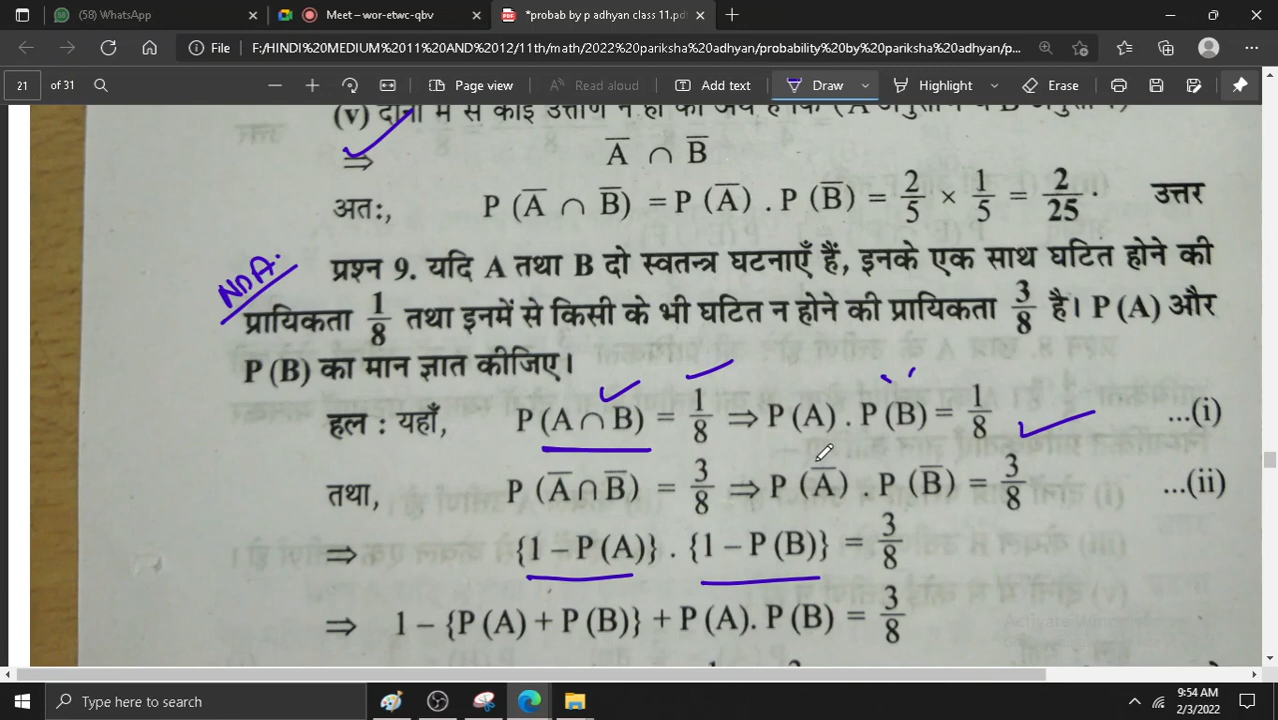 (58) WhatsApp
Meet – wor-etwc-qbv
*probab by p adhyan class 11.pd
File
F:/HINDI%20MEDIUM%2011%20AND%2012/11th/math/2022%20pariksha%20adhyan/probability%20by%20pariksha%20adhyan/p...
21 of 31
Page view
Read aloud
Add text
Draw
Highlight
Erase
(v) दोनों में से कोई उत्तीर्ण न हो का अर्थ है कि
⇒ A̅ ∩ B̅
अतः, P (A̅ ∩ B̅) = P (A̅) . P (B̅) = 2/5 × 1/5 = 2/25 . उत्तर
NDA.
प्रश्न 9. यदि A तथा B दो स्वतन्त्र घटनाएँ हैं, इनके एक साथ घटित होने की
प्रायिकता 1/8 तथा इनमें से किसी के भी घटित न होने की प्रायिकता 3/8 है। P (A) और
P (B) का मान ज्ञात कीजिए।
हल : यहाँ, P (A ∩ B) = 1/8 ⇒ P (A) . P (B) = 1/8 ...(i)
तथा, P (A̅ ∩ B̅) = 3/8 ⇒ P (A̅) . P (B̅) = 3/8 ...(ii)
⇒ {1 – P (A)} . {1 – P (B)} = 3/8
⇒ 1 – {P (A) + P (B)} + P (A). P (B) = 3/8
Activate Windows
Type here to search
9:54 AM
2/3/2022